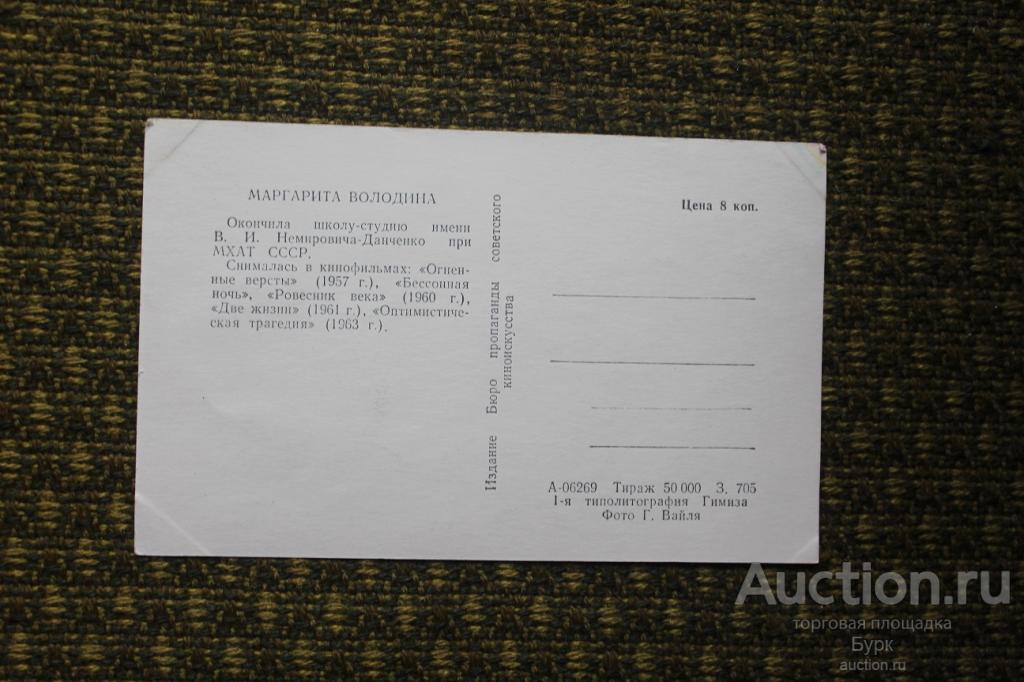 МАРГАРИТА ВОЛОДИНА
Окончила школу-студию имени
В. И. Немировича-Данченко при
МХАТ СССР.
Снималась в кинофильмах: «Огнен-
ные версты» (1957 г.), «Бессонная
ночь», «Ровесник века» (1960 г.),
«Две жизни» (1961 г.), «Оптимистиче-
ская трагедия» (1963 г.).
Издание Бюро пропаганды советского
киноискусства
Цена 8 коп.
А-06269 Тираж 50 000 З. 705
1-я типолитография Гимиза
Фото Г. Вайля
Auction.ru
торговая площадка
Бурк
auction.ru